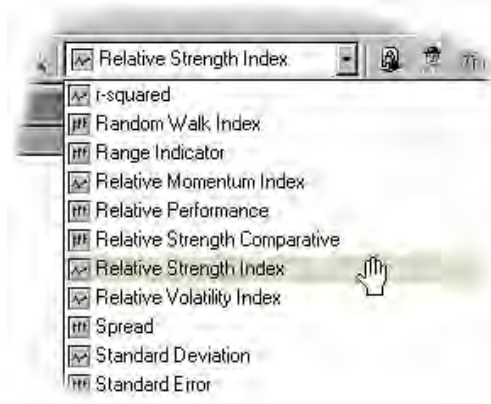 Relative Strength Index
r-squared
Random Walk Index
Range Indicator
Relative Momentum Index
Relative Performance
Relative Strength Comparative
Relative Strength Index
Relative Volatility Index
Spread
Standard Deviation
Standard Error